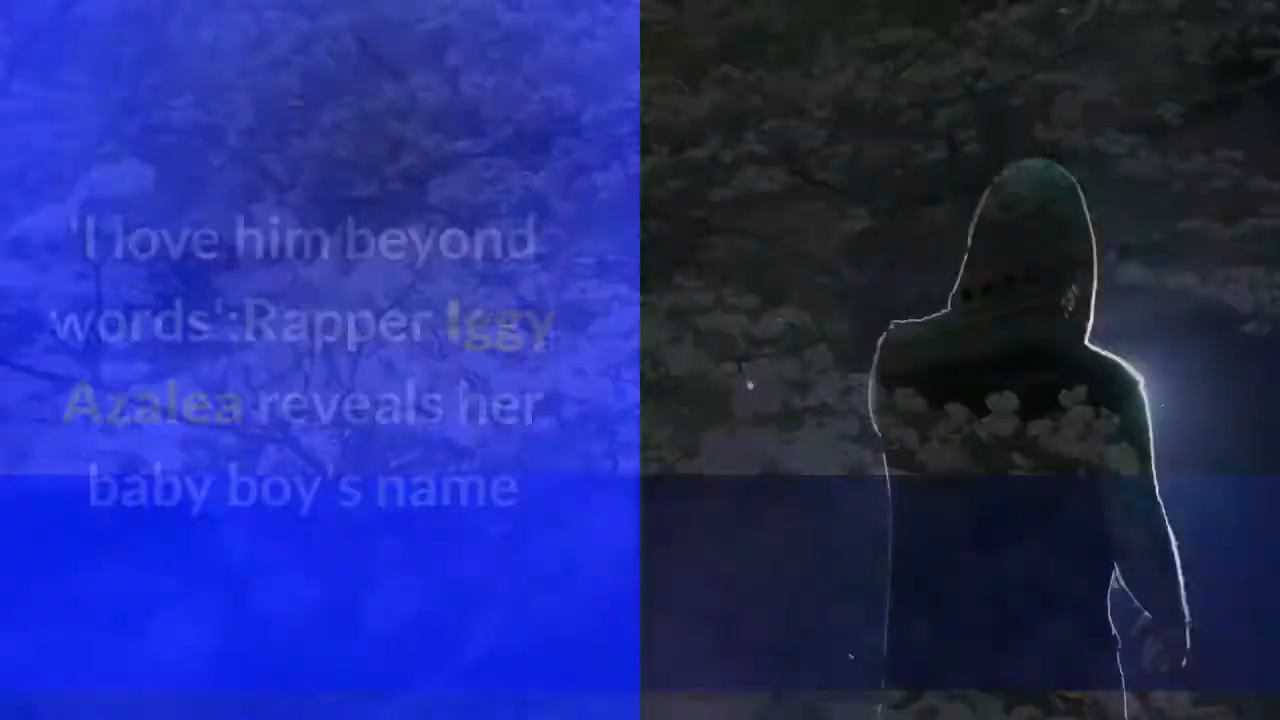 'I love him beyond
words':Rapper Iggy
Azalea reveals her
baby boy's name